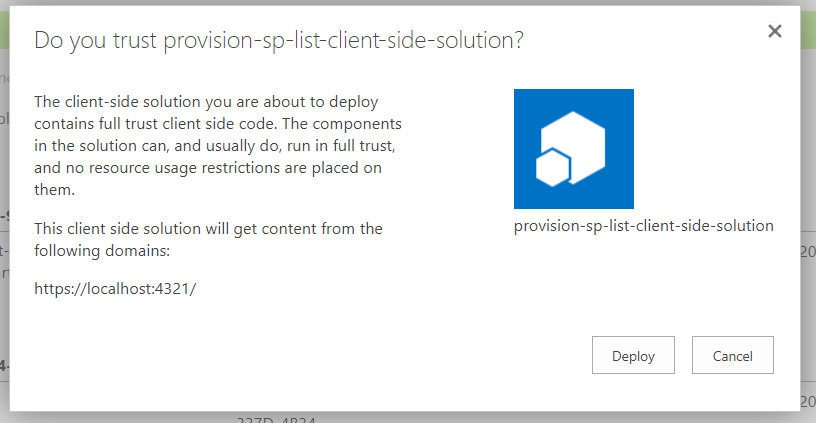 Do you trust provision-sp-list-client-side-solution?
The client-side solution you are about to deploy
contains full trust client side code. The components
in the solution can, and usually do, run in full trust,
and no resource usage restrictions are placed on
them.
This client side solution will get content from the
following domains:
https://localhost:4321/
provision-sp-list-client-side-solution
Deploy
Cancel